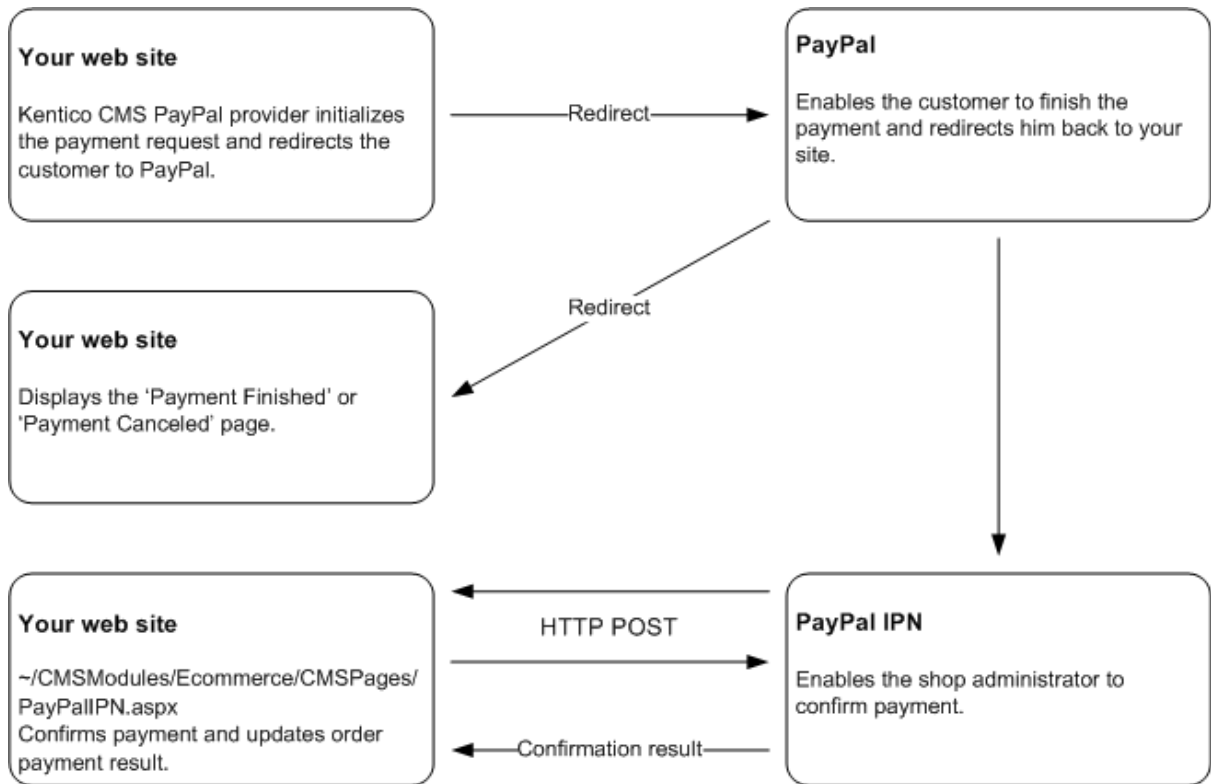 Your web site
Kentico CMS PayPal provider initializes
the payment request and redirects the
customer to PayPal.
Redirect
PayPal
Enables the customer to finish the
payment and redirects him back to your
site.
Redirect
Your web site
Displays the ‘Payment Finished’ or
‘Payment Canceled’ page.
Your web site
~/CMSModules/Ecommerce/CMSPages/
PayPalIPN.aspx
Confirms payment and updates order
payment result.
HTTP POST
Confirmation result
PayPal IPN
Enables the shop administrator to
confirm payment.